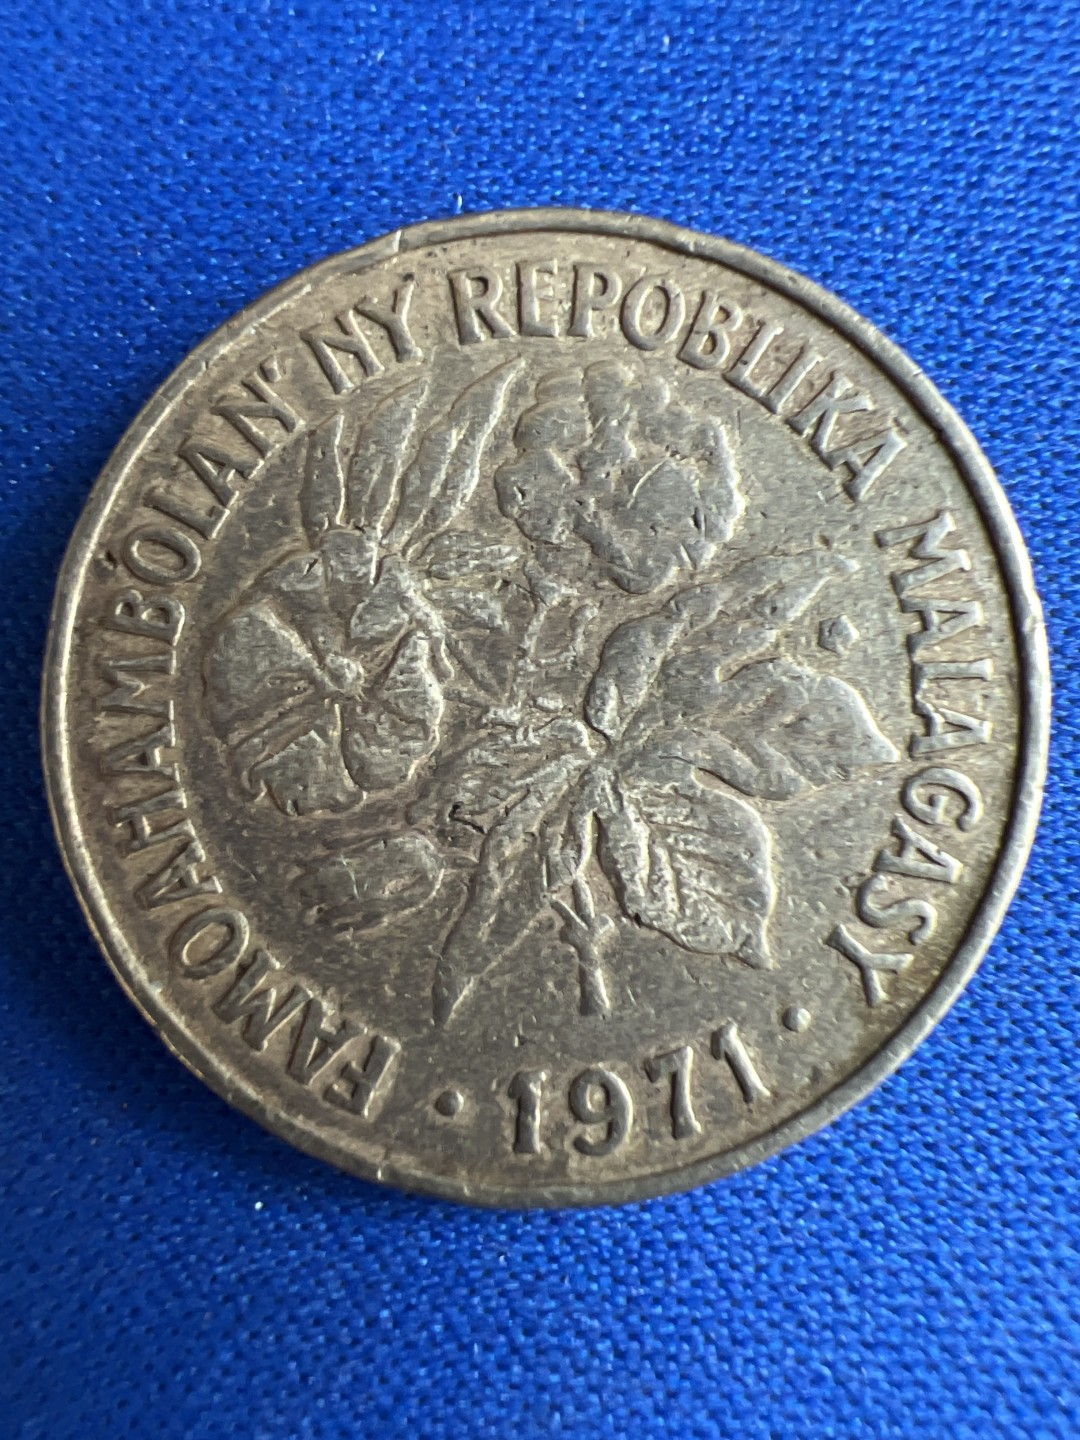 FAMOAHAMBOLAN' NY REPOBLIKA MALAGASY
· 1971 ·